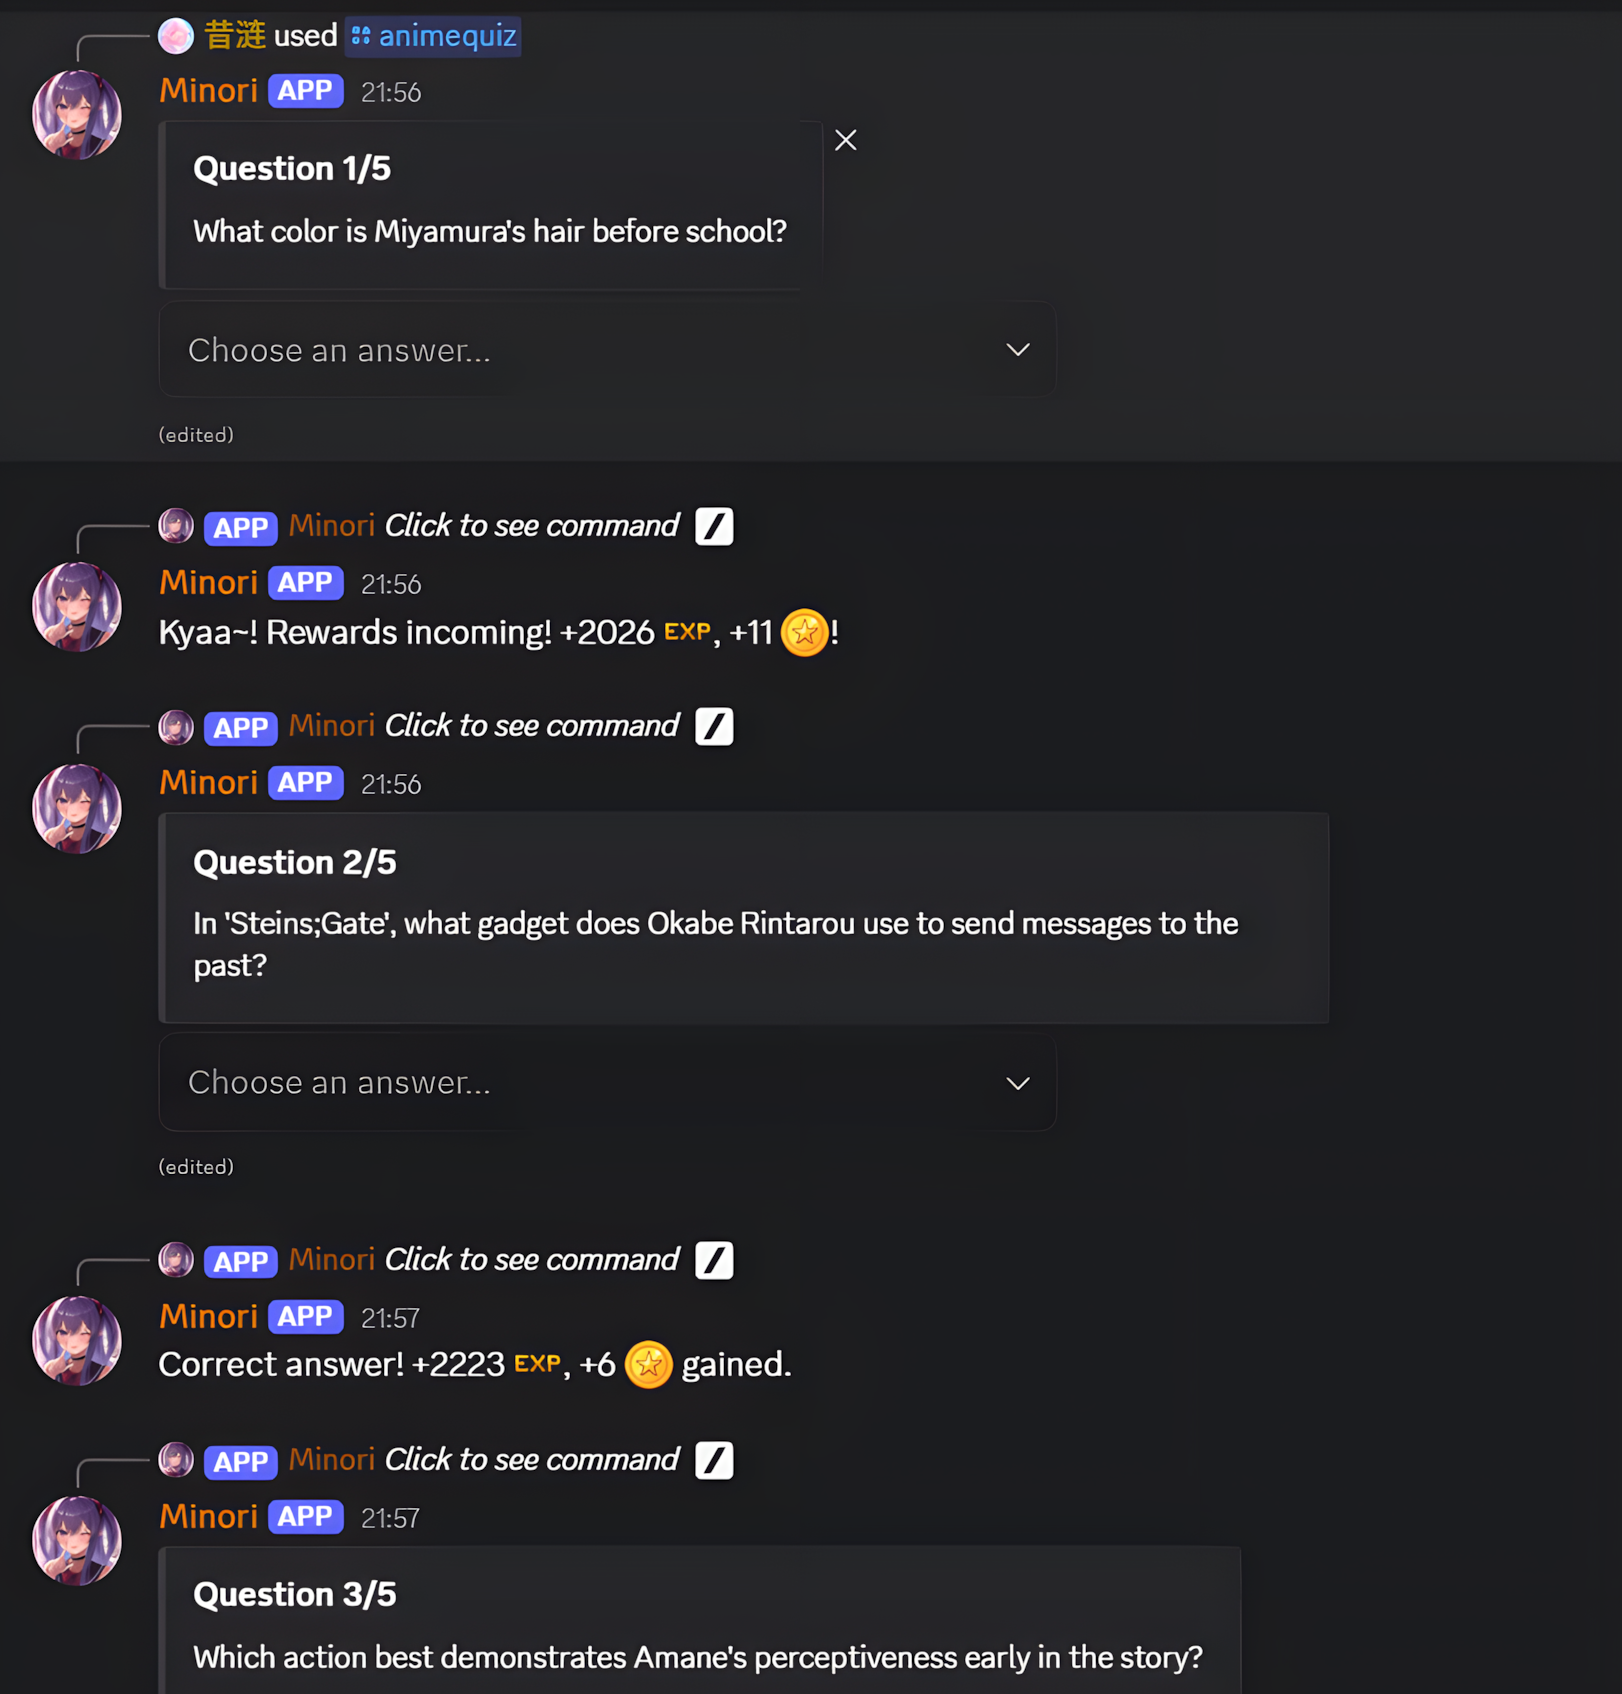 昔涟 used animequiz
Minori APP 21:56
Question 1/5
What color is Miyamura's hair before school?
Choose an answer...
(edited)
APP Minori Click to see command /
Minori APP 21:56
Kyaa~! Rewards incoming! +2026 EXP, +11 !
APP Minori Click to see command /
Minori APP 21:56
Question 2/5
In 'Steins;Gate', what gadget does Okabe Rintarou use to send messages to the
past?
Choose an answer...
(edited)
APP Minori Click to see command /
Minori APP 21:57
Correct answer! +2223 EXP, +6 gained.
APP Minori Click to see command /
Minori APP 21:57
Question 3/5
Which action best demonstrates Amane's perceptiveness early in the story?